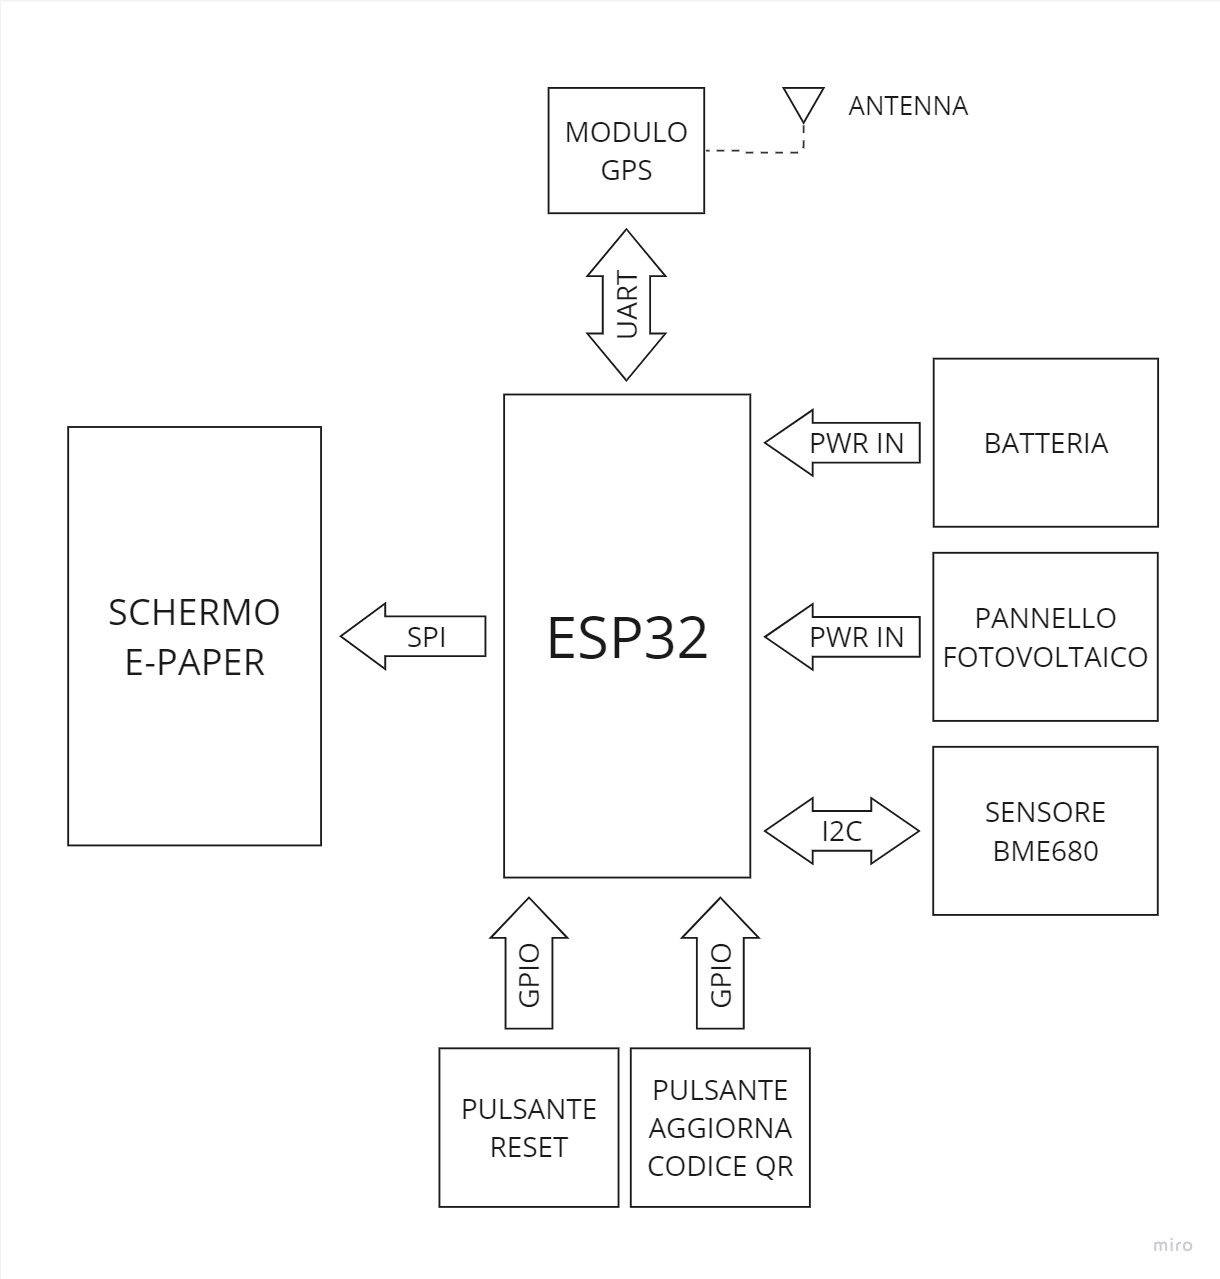 MODULO
GPS
ANTENNA
UART
BATTERIA
PWR IN
SCHERMO
E-PAPER
SPI
ESP32
PWR IN
PANNELLO
FOTOVOLTAICO
I2C
SENSORE
BME680
GPIO
GPIO
PULSANTE
RESET
PULSANTE
AGGIORNA
CODICE QR
miro